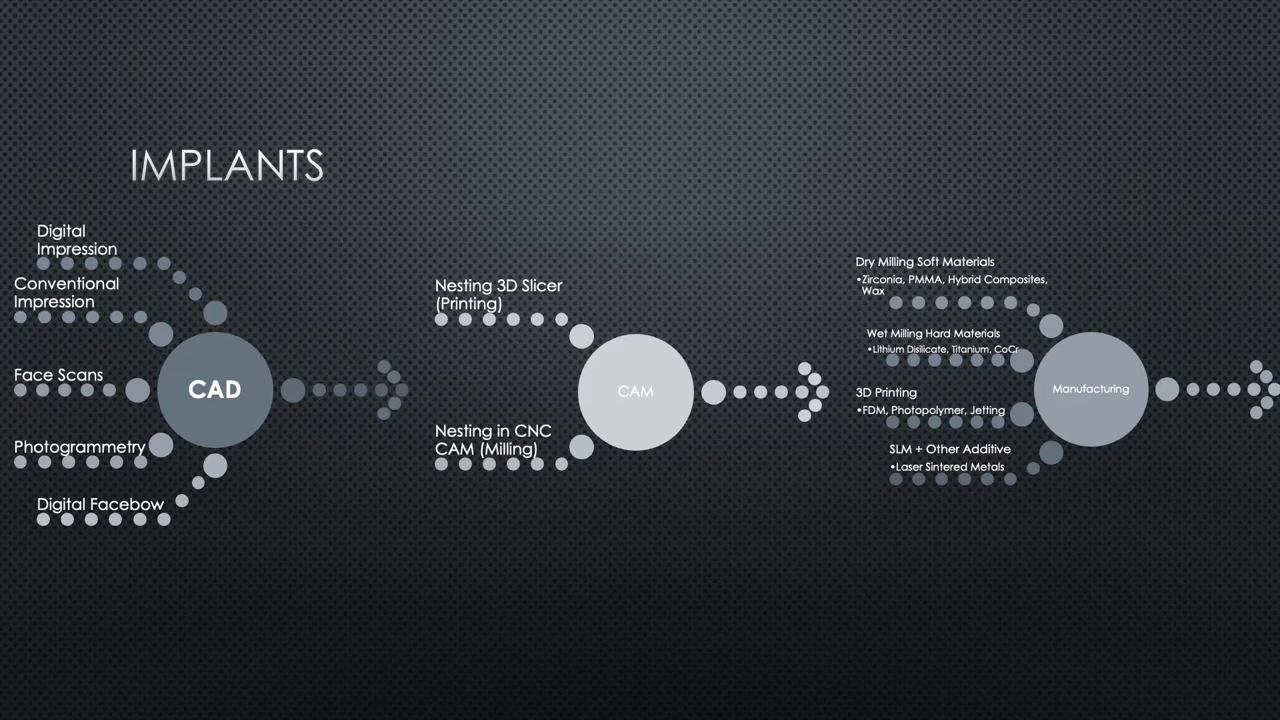 IMPLANTS
Digital
Impression
Conventional
Impression
Face Scans
Photogrammetry
Digital Facebow
CAD
Nesting 3D Slicer
(Printing)
Nesting in CNC
CAM (Milling)
CAM
Dry Milling Soft Materials
•Zirconia, PMMA, Hybrid Composites,
Wax
Wet Milling Hard Materials
•Lithium Disilicate, Titanium, CoCr
3D Printing
•FDM, Photopolymer, Jetting
SLM + Other Additive
•Laser Sintered Metals
Manufacturing